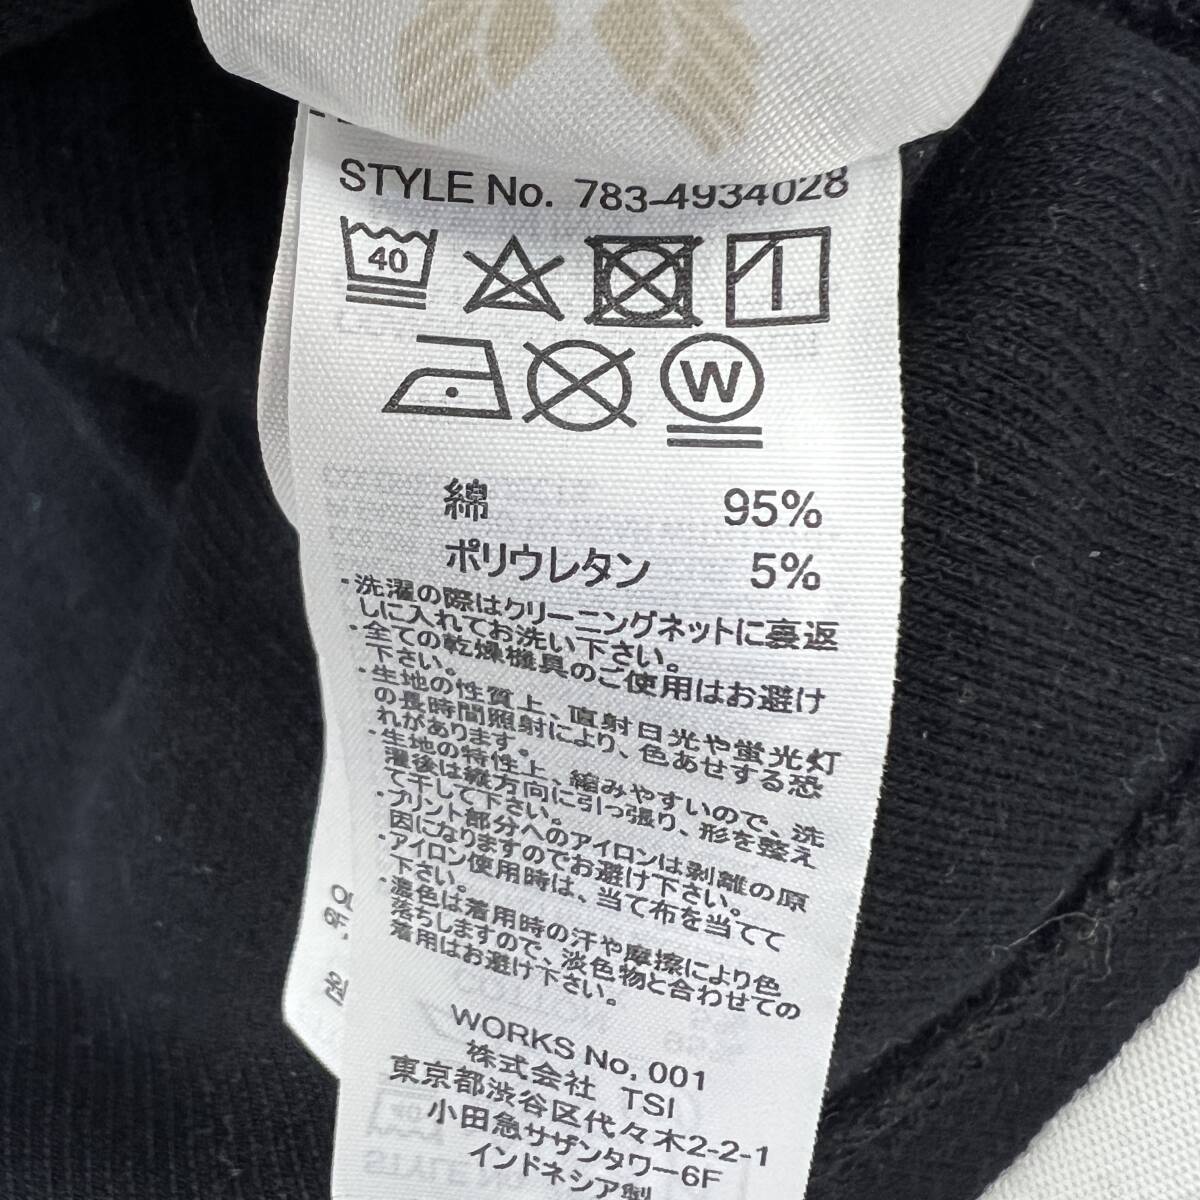 STYLE No. 783-4934028
40
W
綿 95%
ポリウレタン 5%
・洗濯の際はクリーニングネットに裏返
しに入れてお洗い下さい。
・全ての乾燥機具のご使用はお避け
下さい。
・生地の性質上、直射日光や蛍光灯
の長時間照射により、色あせする恐
れがあります。
・生地の特性上、縮みやすいので、洗
濯後は縦方向に引っ張り、形を整え
て干して下さい。
・プリント部分へのアイロンは剥離の原
因になりますのでお避け下さい。
・アイロン使用時は、当て布を当てて
下さい。
・濃色は着用時の汗や摩擦により色
落ちしますので、淡色物と合わせての
着用はお避け下さい。
WORKS No, 001
株式会社 TSI
東京都渋谷区代々木2-2-1
小田急サザンタワー6F
インドネシア製